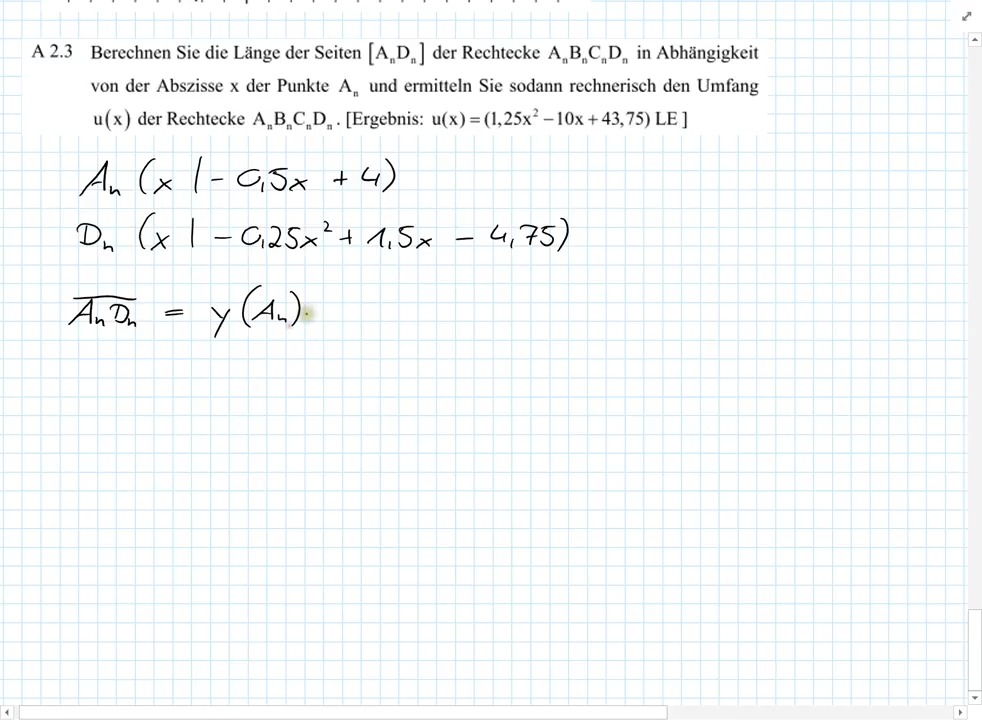 A 2.3 Berechnen Sie die Länge der Seiten [AₙDₙ] der Rechtecke AₙBₙCₙDₙ in Abhängigkeit
von der Abszisse x der Punkte Aₙ und ermitteln Sie sodann rechnerisch den Umfang
u(x) der Rechtecke AₙBₙCₙDₙ. [Ergebnis: u(x) = (1,25x² − 10x + 43,75) LE ]
Aₙ (x | − 0,5x + 4)
Dₙ (x | − 0,25x² + 1,5x − 4,75)
A̅ₙD̅ₙ = y (Aₙ)